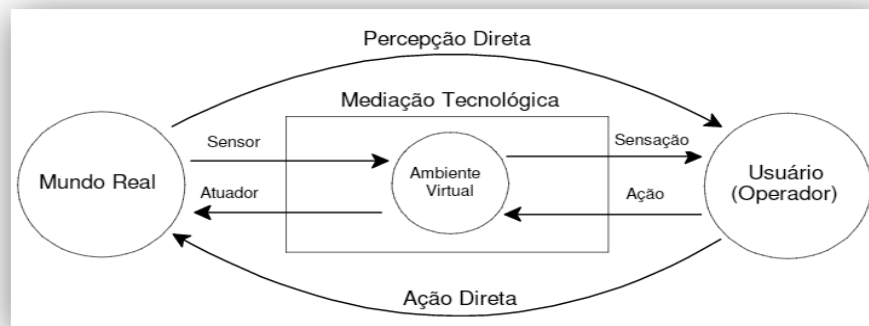 Percepção Direta
Mediação Tecnológica
Sensor
Sensação
Mundo Real
Ambiente
Virtual
Usuário
(Operador)
Atuador
Ação
Ação Direta